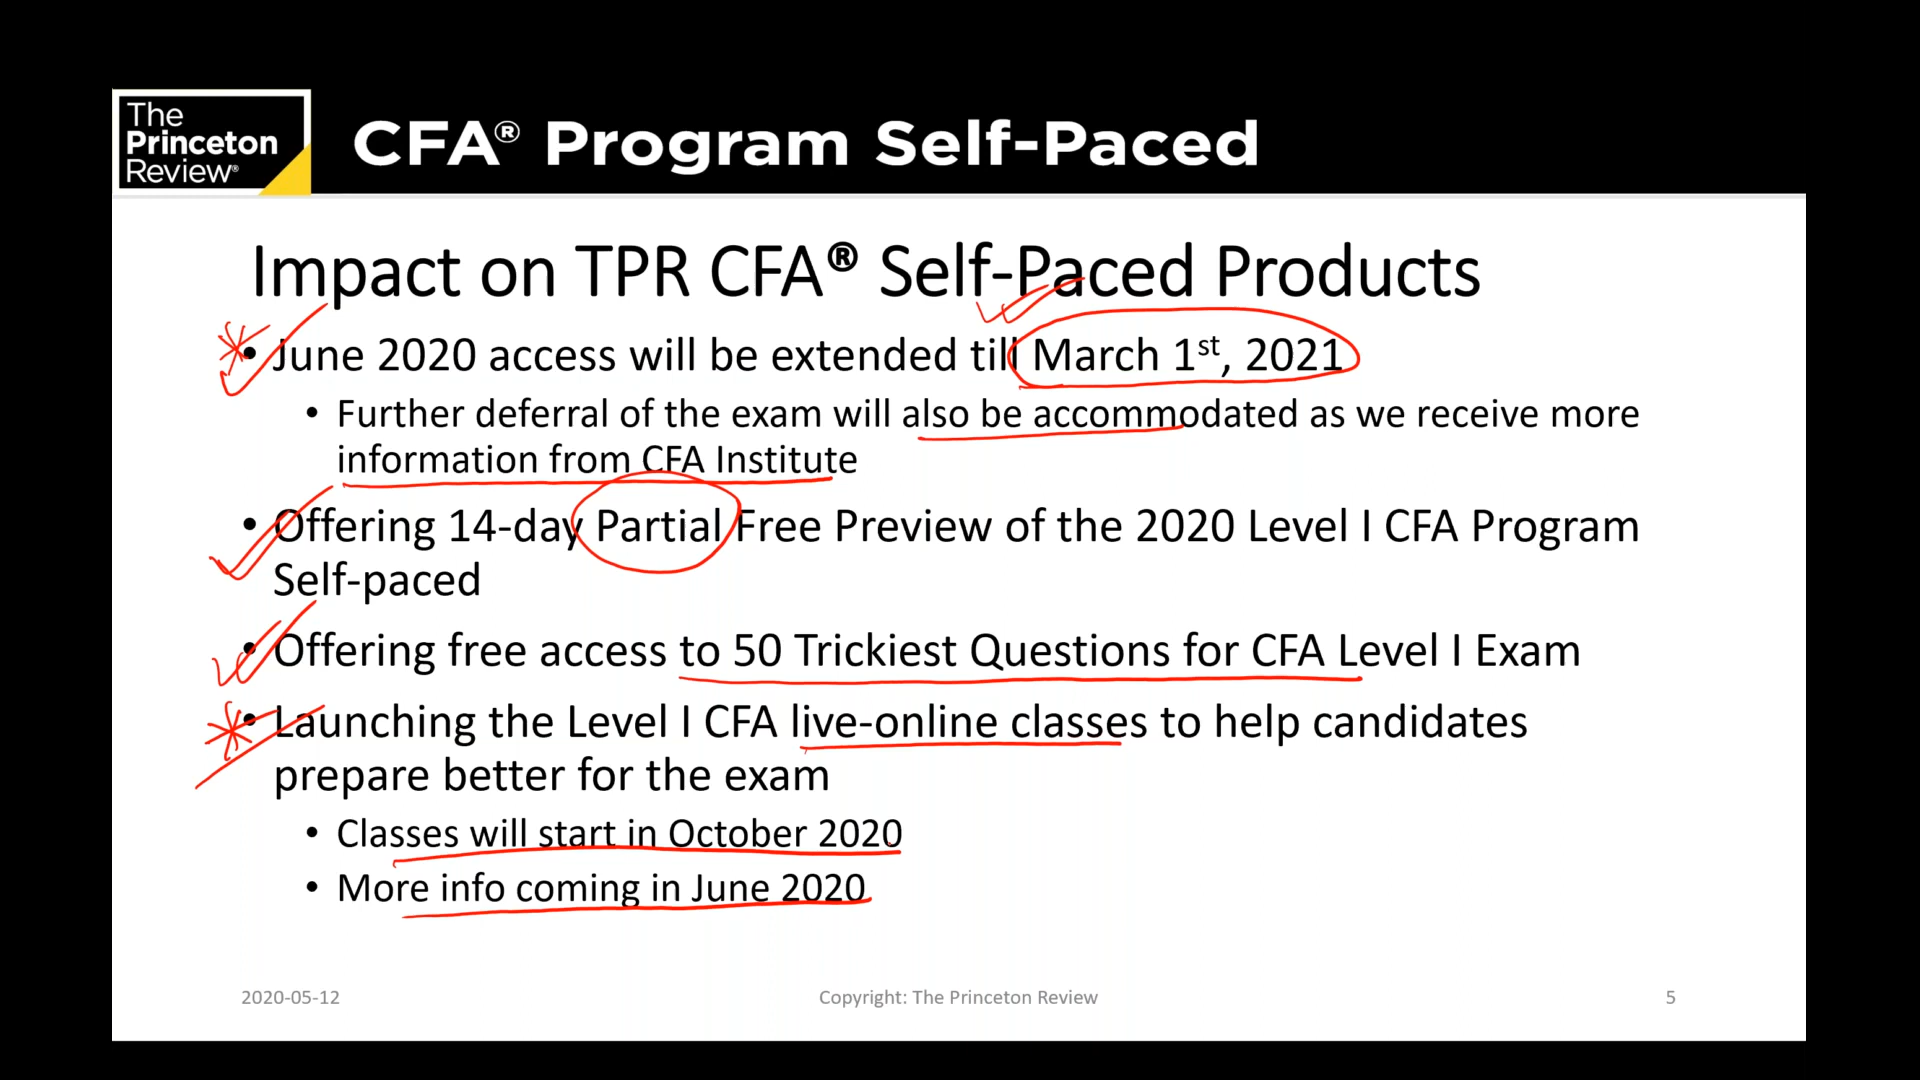 The
Princeton
Review®
CFA® Program Self-Paced
Impact on TPR CFA® Self-Paced Products
• June 2020 access will be extended till March 1st, 2021
• Further deferral of the exam will also be accommodated as we receive more
information from CFA Institute
• Offering 14-day Partial Free Preview of the 2020 Level I CFA Program
Self-paced
• Offering free access to 50 Trickiest Questions for CFA Level I Exam
• Launching the Level I CFA live-online classes to help candidates
prepare better for the exam
• Classes will start in October 2020
• More info coming in June 2020
2020-05-12
Copyright: The Princeton Review
5